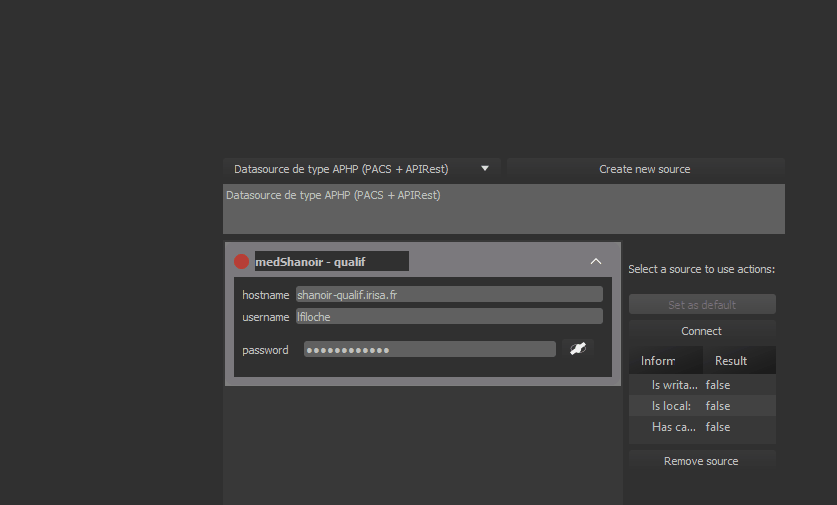 Datasource de type APHP (PACS + APIRest)
Create new source
Datasource de type APHP (PACS + APIRest)
medShanoir - qualif
hostname shanoir-qualif.irisa.fr
username lfiloche
password ●●●●●●●●●●●●
Select a source to use actions:
Set as default
Connect
Inform Result
Is writa... false
Is local: false
Has ca... false
Remove source